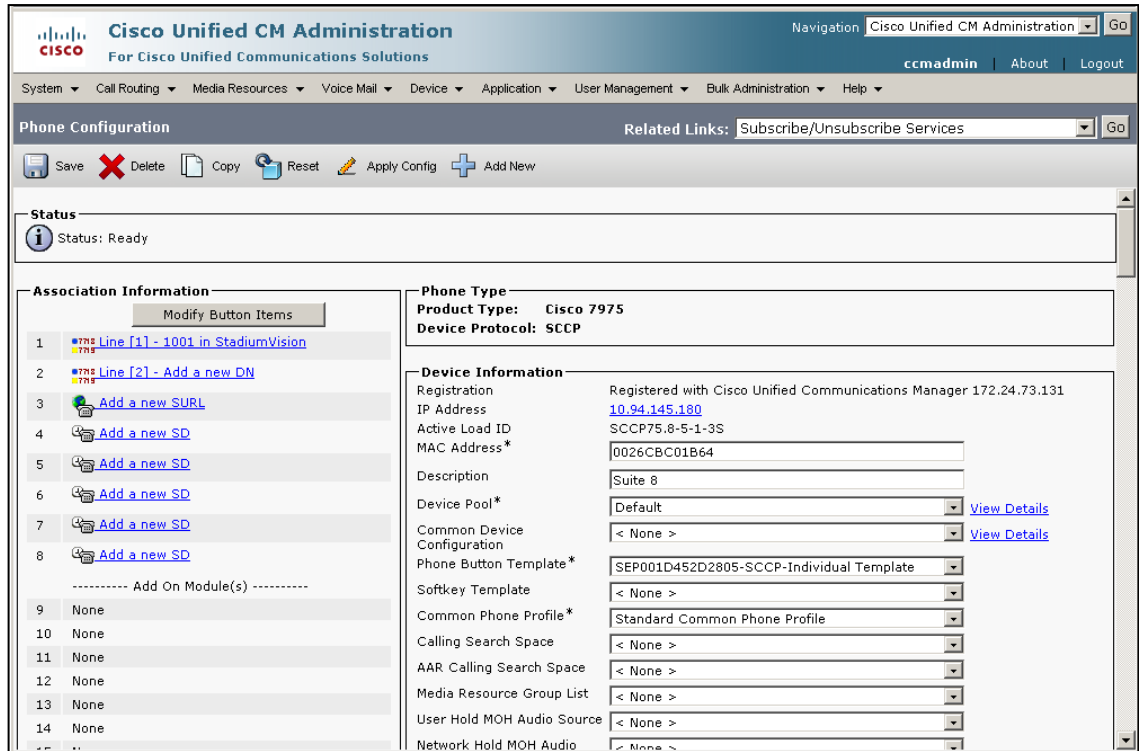 Cisco Unified CM Administration
For Cisco Unified Communications Solutions
CISCO
Navigation Cisco Unified CM Administration Go
ccmadmin | About | Logout
System Call Routing Media Resources Voice Mail Device Application User Management Bulk Administration Help
Phone Configuration
Related Links: Subscribe/Unsubscribe Services Go
Save Delete Copy Reset Apply Config Add New
Status
Status: Ready
Association Information
Modify Button Items
1 Line [1] - 1001 in StadiumVision
2 Line [2] - Add a new DN
3 Add a new SURL
4 Add a new SD
5 Add a new SD
6 Add a new SD
7 Add a new SD
8 Add a new SD
---------- Add On Module(s) ----------
9 None
10 None
11 None
12 None
13 None
14 None
Phone Type
Product Type: Cisco 7975
Device Protocol: SCCP
Device Information
Registration Registered with Cisco Unified Communications Manager 172.24.73.131
IP Address 10.94.145.180
Active Load ID SCCP75.8-5-1-3S
MAC Address* 0026CBC01B64
Description Suite 8
Device Pool* Default View Details
Common Device Configuration < None > View Details
Phone Button Template* SEP001D452D2805-SCCP-Individual Template
Softkey Template < None >
Common Phone Profile* Standard Common Phone Profile
Calling Search Space < None >
AAR Calling Search Space < None >
Media Resource Group List < None >
User Hold MOH Audio Source < None >
Network Hold MOH Audio < None >